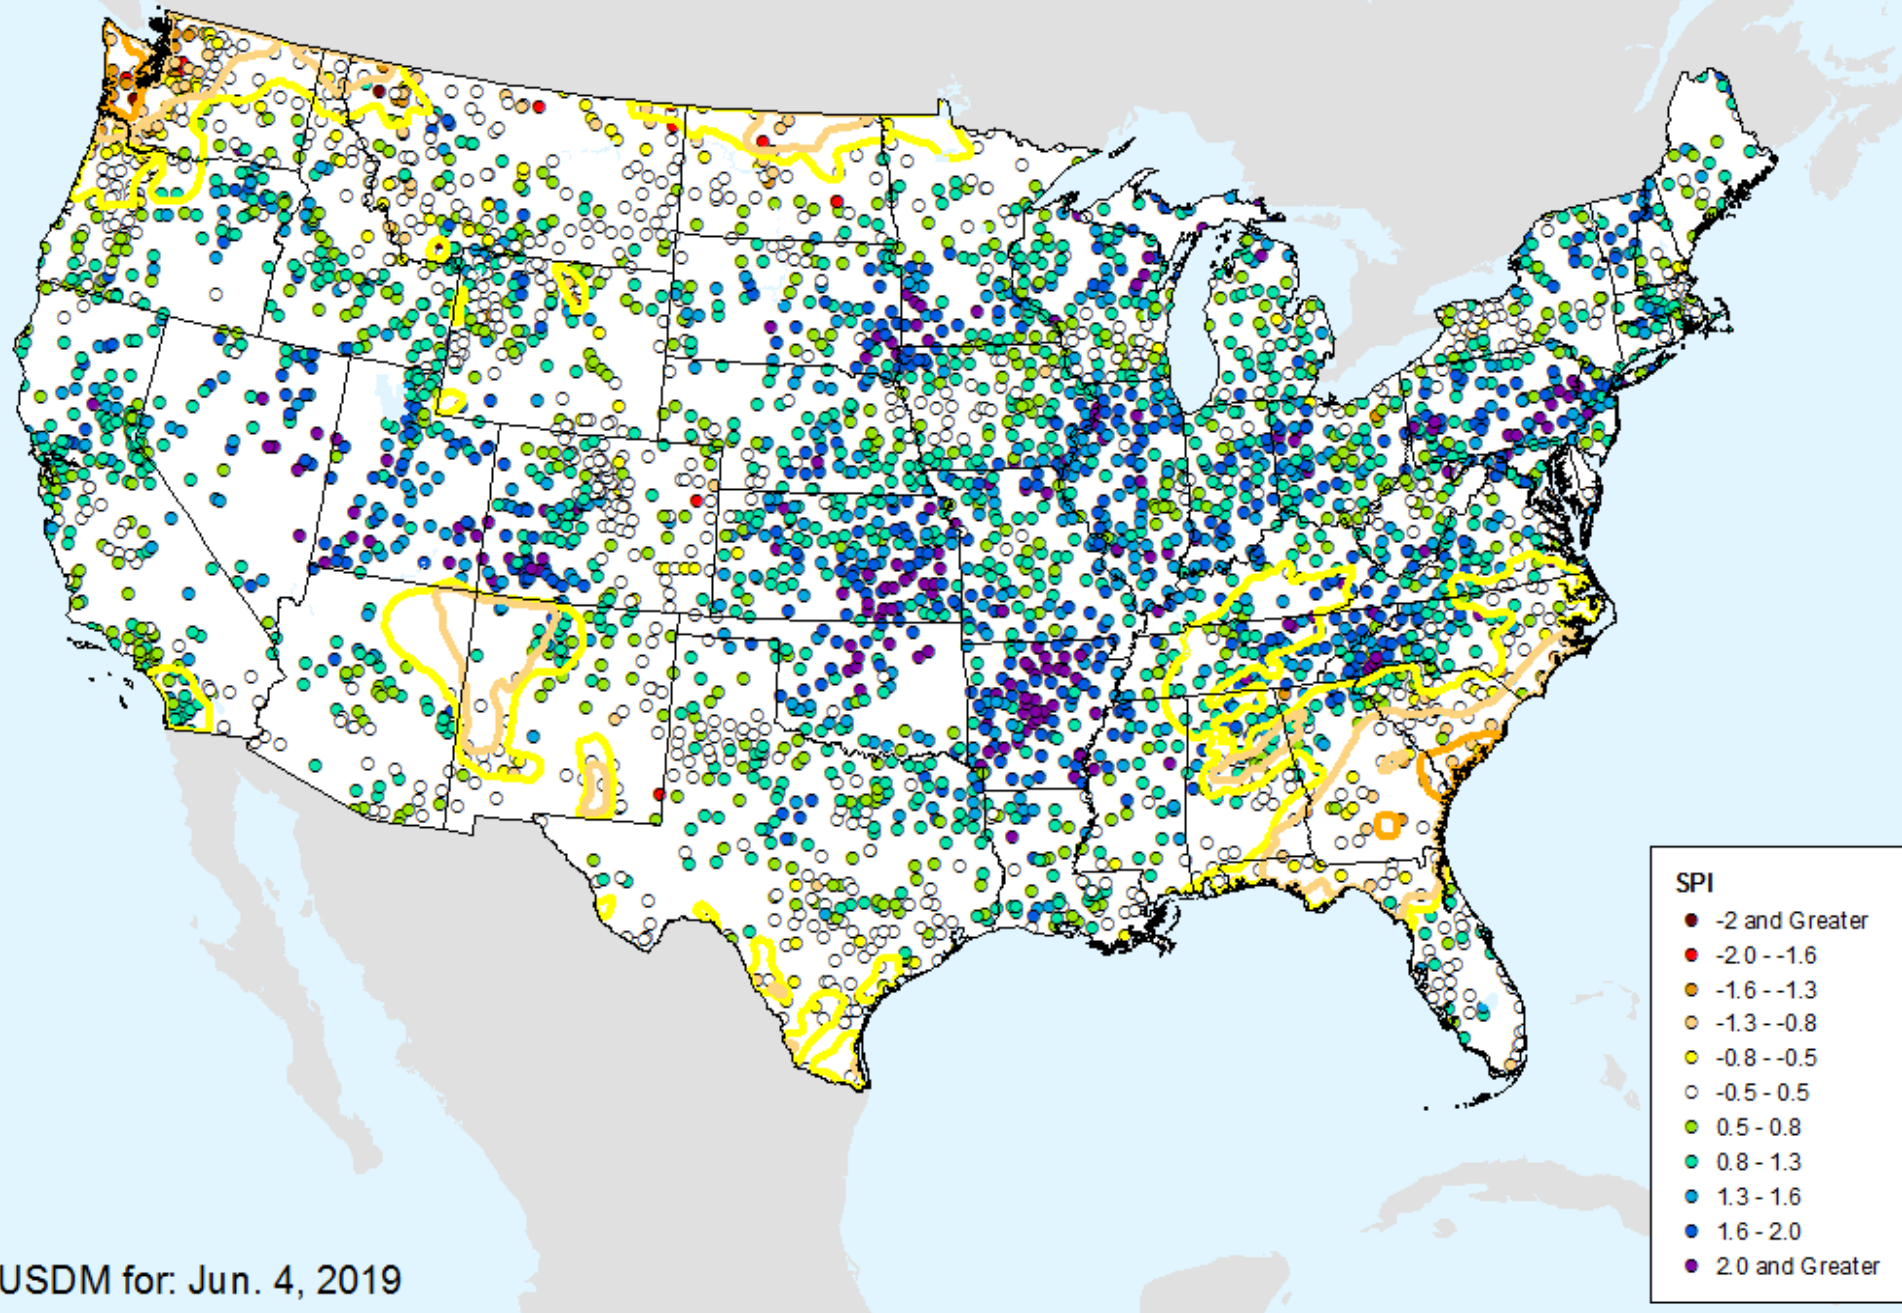 SPI
-2 and Greater
-2.0 - -1.6
-1.6 - -1.3
-1.3 - -0.8
-0.8 - -0.5
-0.5 - 0.5
0.5 - 0.8
0.8 - 1.3
1.3 - 1.6
1.6 - 2.0
2.0 and Greater
USDM for: Jun. 4, 2019